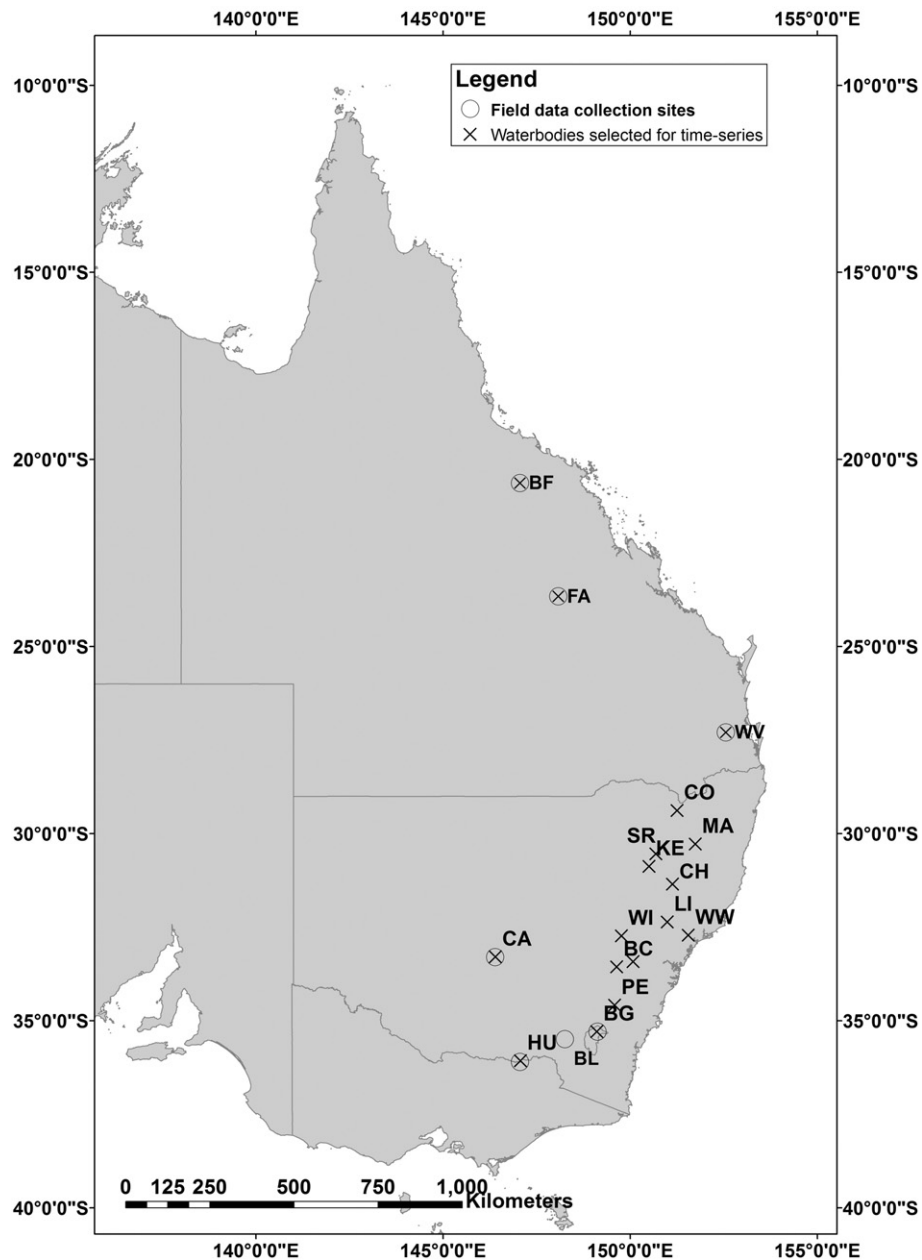 140°0'0"E 145°0'0"E 150°0'0"E 155°0'0"E
Legend
Field data collection sites
Waterbodies selected for time-series
10°0'0"S 10°0'0"S
15°0'0"S 15°0'0"S
20°0'0"S 20°0'0"S
BF
FA
25°0'0"S 25°0'0"S
WV
CO
30°0'0"S 30°0'0"S
MA
SR KE
CH
LI
WI WW
CA BC
PE
35°0'0"S 35°0'0"S
BG
HU
BL
0 125 250 500 750 1,000
Kilometers
40°0'0"S 40°0'0"S
140°0'0"E 145°0'0"E 150°0'0"E 155°0'0"E